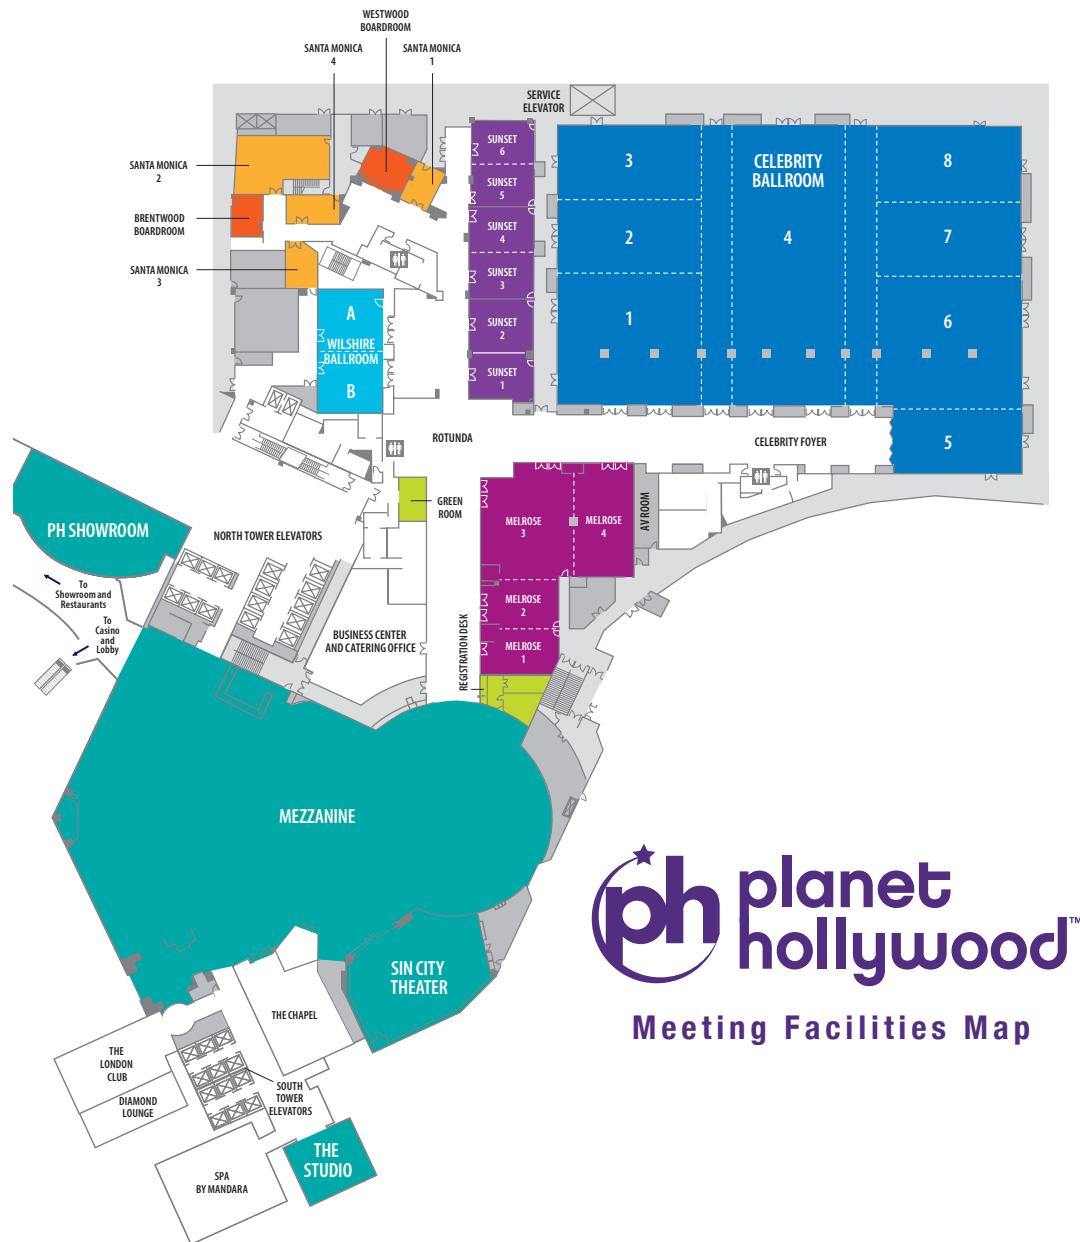 WESTWOOD
BOARDROOM
SANTA MONICA
4
SANTA MONICA
1
SERVICE
ELEVATOR
SANTA MONICA
2
BRENTWOOD
BOARDROOM
SANTA MONICA
3
SUNSET
6
SUNSET
5
SUNSET
4
SUNSET
3
SUNSET
2
SUNSET
1
CELEBRITY
BALLROOM
3
2
1
4
8
7
6
5
A
WILSHIRE
BALLROOM
B
ROTUNDA
CELEBRITY FOYER
GREEN
ROOM
MELROSE
3
MELROSE
4
AV ROOM
MELROSE
2
MELROSE
1
REGISTRATION DESK
PH SHOWROOM
NORTH TOWER ELEVATORS
To
Showroom and
Restaurants
To
Casino
and
Lobby
BUSINESS CENTER
AND CATERING OFFICE
MEZZANINE
SIN CITY
THEATER
THE CHAPEL
THE
LONDON
CLUB
DIAMOND
LOUNGE
SOUTH
TOWER
ELEVATORS
THE
STUDIO
SPA
BY MANDARA
ph
planet
hollywood™
Meeting Facilities Map